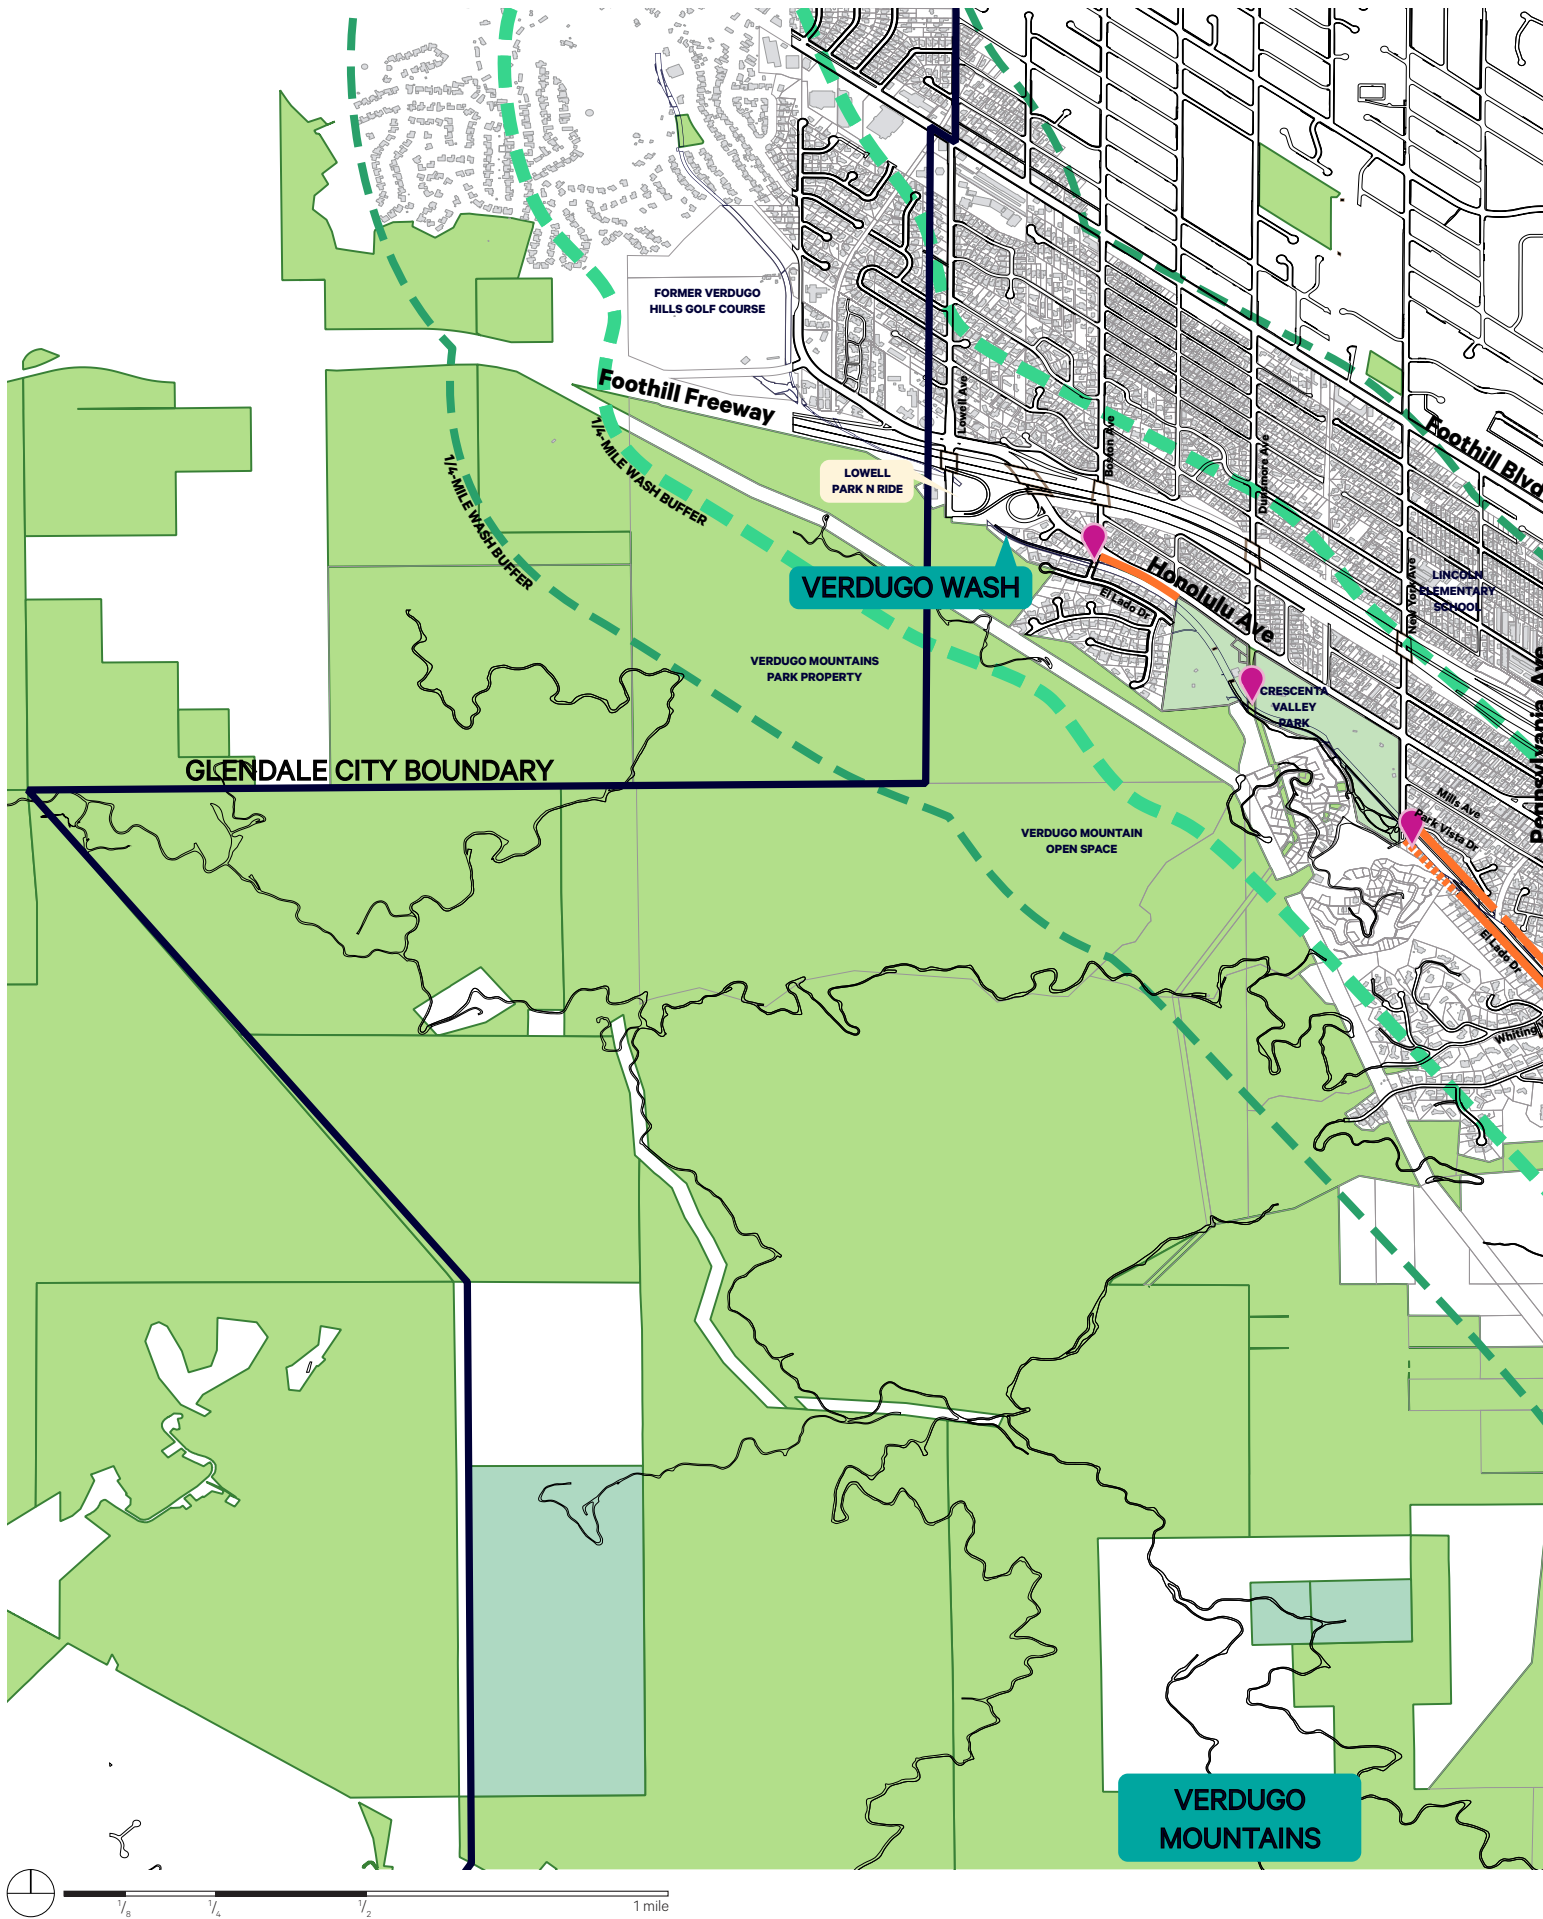 FORMER VERDUGO
HILLS GOLF COURSE
Foothill Freeway
Lowell Ave
Boston Ave
Dunsmore Ave
Foothill Blvd
1/4-MILE WASH BUFFER
1/4-MILE WASH BUFFER
LOWELL
PARK N RIDE
VERDUGO WASH
Honolulu Ave
El Lado Dr
New York Ave
LINCOLN
ELEMENTARY
SCHOOL
VERDUGO MOUNTAINS
PARK PROPERTY
CRESCENTA
VALLEY
PARK
Pennsylvania Ave
GLENDALE CITY BOUNDARY
Mills Ave
Park Vista Dr
VERDUGO MOUNTAIN
OPEN SPACE
El Lado Dr
Whiting
VERDUGO
MOUNTAINS
1/8
1/4
1/2
1 mile